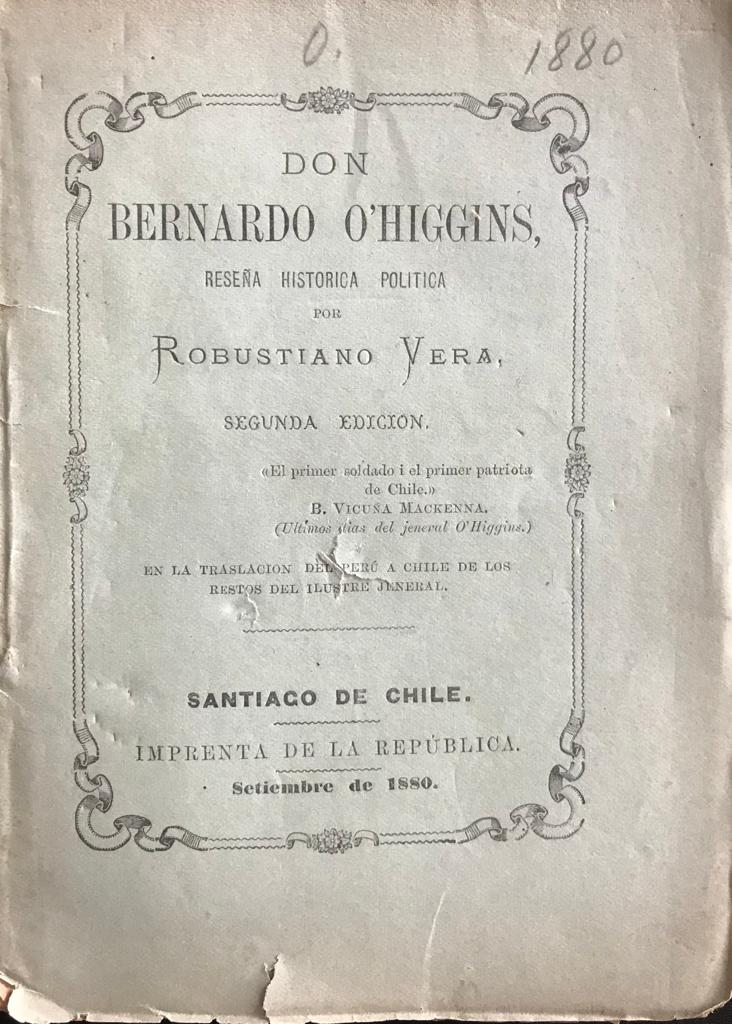 O. 1880
DON
BERNARDO O'HIGGINS,
RESEÑA HISTORICA POLITICA
POR
ROBUSTIANO VERA,
SEGUNDA EDICION.
«El primer soldado i el primer patriota
de Chile.»
B. VICUÑA MACKENNA.
(Ultimos dias del jeneral O'Higgins.)
EN LA TRASLACION DEL PERÚ A CHILE DE LOS
RESTOS DEL ILUSTRE JENERAL.
SANTIAGO DE CHILE.
IMPRENTA DE LA REPÚBLICA.
Setiembre de 1880.